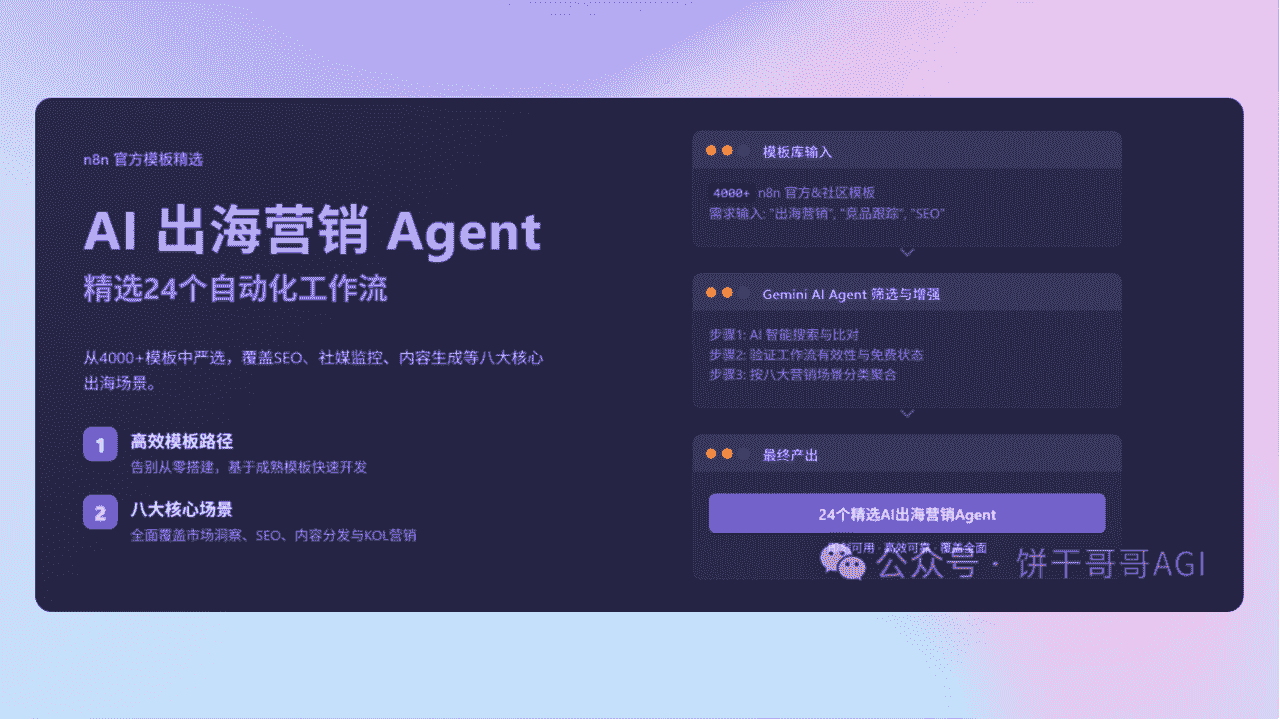 n8n 官方模板精选
AI 出海营销 Agent
精选24个自动化工作流
从4000+模板中严选，覆盖SEO、社媒监控、内容生成等八大核心
出海场景。
1 高效模板路径
告别从零搭建，基于成熟模板快速开发
2 八大核心场景
全面覆盖市场洞察、SEO、内容分发与KOL营销
模板库输入
4000+ n8n 官方&社区模板
需求输入: "出海营销", "竞品跟踪", "SEO"
Gemini AI Agent 筛选与增强
步骤1: AI 智能搜索与比对
步骤2: 验证工作流有效性与免费状态
步骤3: 按八大营销场景分类聚合
最终产出
24个精选AI出海营销Agent
可用 · 高效可靠 · 覆盖全面
公众号 · 饼干哥哥AGI